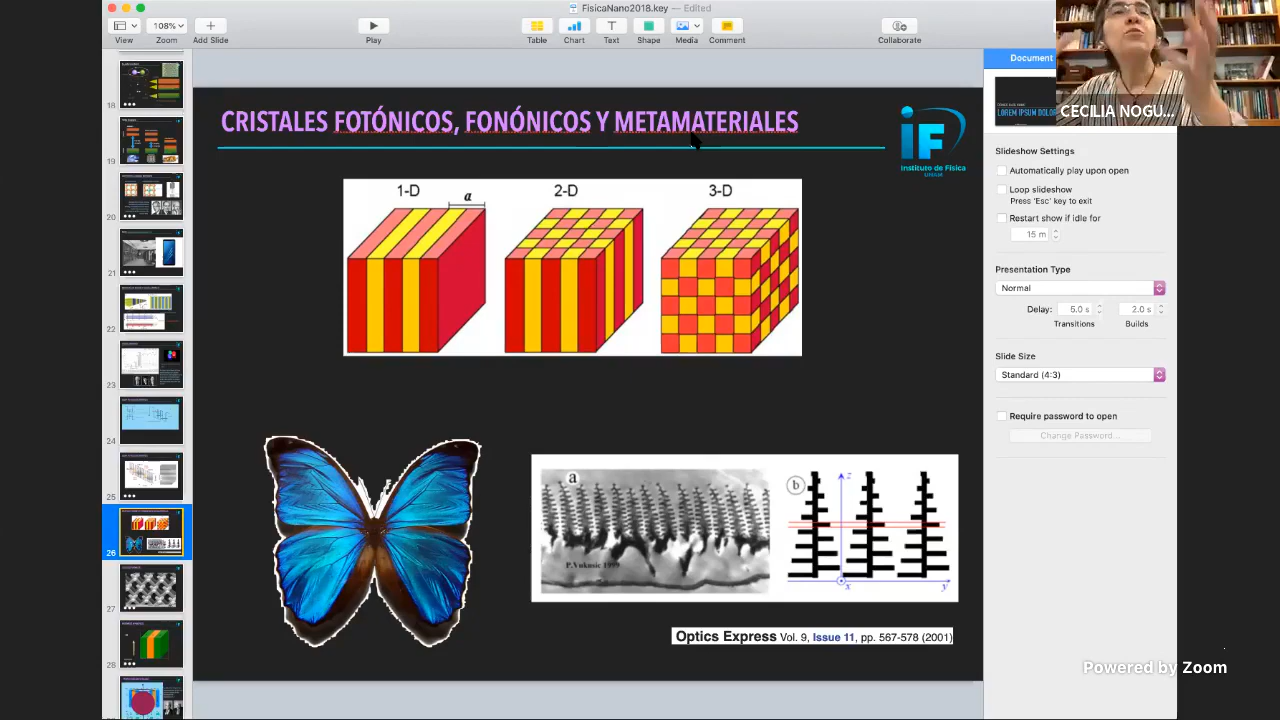 FisicaNano2018.key — Edited
108%
View
Zoom
Add Slide
Play
Table
Chart
Text
Shape
Media
Comment
Collaborate
CECILIA NOGU...
Document
18
19
20
21
22
23
24
25
26
27
28
CRISTALES FOTÓNICOS, FONÓNICOS Y METAMATERIALES
iF
Instituto de Física
UNAM
1-D
2-D
3-D
a
a
P.Vukusic 1999
b
z
x
y
Optics Express Vol. 9, Issue 11, pp. 567-578 (2001)
LOREM IPSUM DOLOR
Slideshow Settings
Automatically play upon open
Loop slideshow
Press 'Esc' key to exit
Restart show if idle for
15 m
Presentation Type
Normal
Delay:
5.0 s
2.0 s
Transitions
Builds
Slide Size
Standard (4:3)
Require password to open
Change Password...
Powered by Zoom